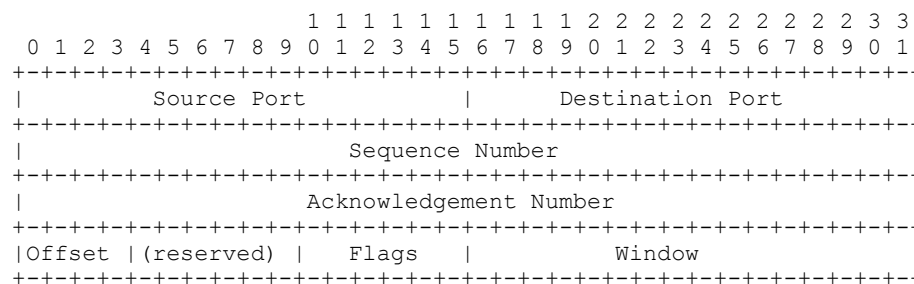 1 1 1 1 1 1 1 1 1 1 2 2 2 2 2 2 2 2 2 2 3 3
0 1 2 3 4 5 6 7 8 9 0 1 2 3 4 5 6 7 8 9 0 1 2 3 4 5 6 7 8 9 0 1
+-+-+-+-+-+-+-+-+-+-+-+-+-+-+-+-+-+-+-+-+-+-+-+-+-+-+-+-+-+-+-+-
|         Source Port           |      Destination Port
+-+-+-+-+-+-+-+-+-+-+-+-+-+-+-+-+-+-+-+-+-+-+-+-+-+-+-+-+-+-+-+-
|                       Sequence Number
+-+-+-+-+-+-+-+-+-+-+-+-+-+-+-+-+-+-+-+-+-+-+-+-+-+-+-+-+-+-+-+-
|                    Acknowledgement Number
+-+-+-+-+-+-+-+-+-+-+-+-+-+-+-+-+-+-+-+-+-+-+-+-+-+-+-+-+-+-+-+-
|Offset |(reserved) |   Flags   |          Window
+-+-+-+-+-+-+-+-+-+-+-+-+-+-+-+-+-+-+-+-+-+-+-+-+-+-+-+-+-+-+-+-